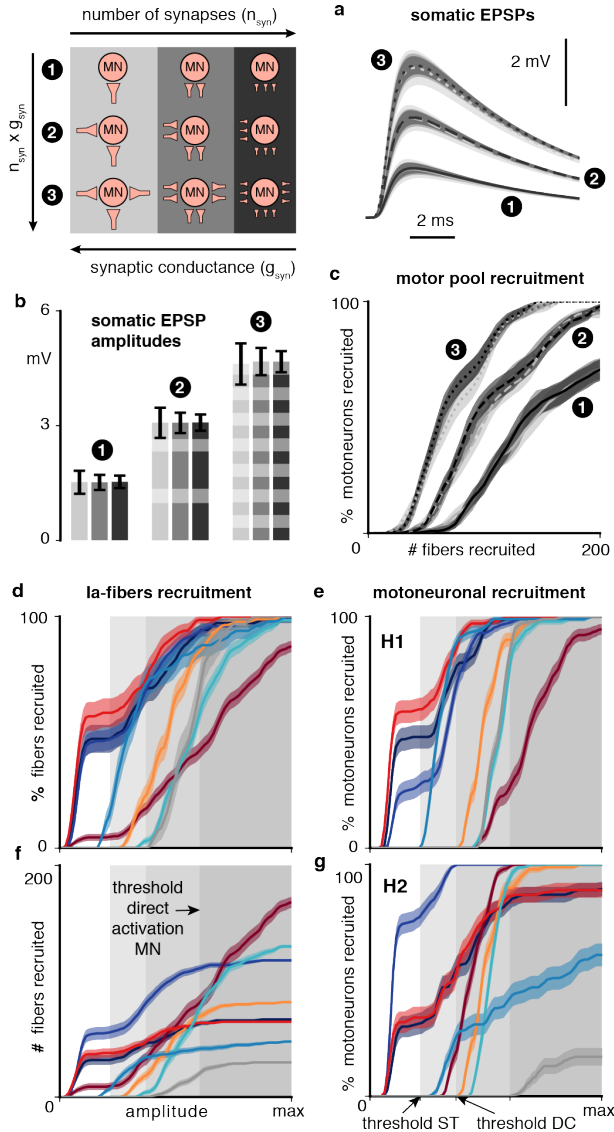 number of synapses (nsyn)
1
MN MN MN
2
MN MN MN
3
MN MN MN
nsyn x gsyn
synaptic conductance (gsyn)
a
somatic EPSPs
3
2 mV
2
1
2 ms
b
6
somatic EPSP
amplitudes
mV
3
0
1
2
3
c
motor pool recruitment
100
% motoneurons recruited
3
2
1
0
# fibers recruited
200
d
Ia-fibers recruitment
100
% fibers recruited
0
e
motoneuronal recruitment
100
H1
% motoneurons recruited
0
f
200
threshold
direct
activation
MN
# fibers recruited
0
amplitude
max
g
100
H2
% motoneurons recruited
0
max
threshold ST
threshold DC